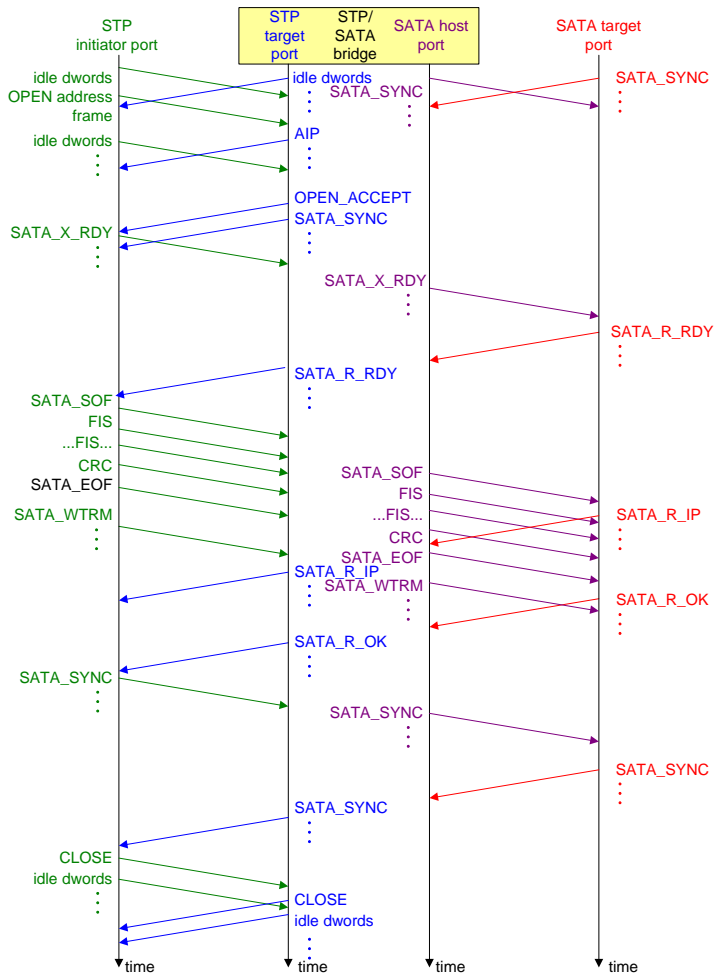 STP
initiator port
STP
target
port
STP/
SATA
bridge
SATA host
port
SATA target
port
idle dwords
idle dwords
SATA_SYNC
SATA_SYNC
OPEN address
frame
AIP
idle dwords
OPEN_ACCEPT
SATA_SYNC
SATA_X_RDY
SATA_X_RDY
SATA_R_RDY
SATA_R_RDY
SATA_SOF
FIS
...FIS...
CRC
SATA_EOF
SATA_WTRM
SATA_SOF
FIS
...FIS...
CRC
SATA_EOF
SATA_WTRM
SATA_R_IP
SATA_R_IP
SATA_R_OK
SATA_R_OK
SATA_SYNC
SATA_SYNC
SATA_SYNC
SATA_SYNC
CLOSE
idle dwords
CLOSE
idle dwords
time
time
time
time